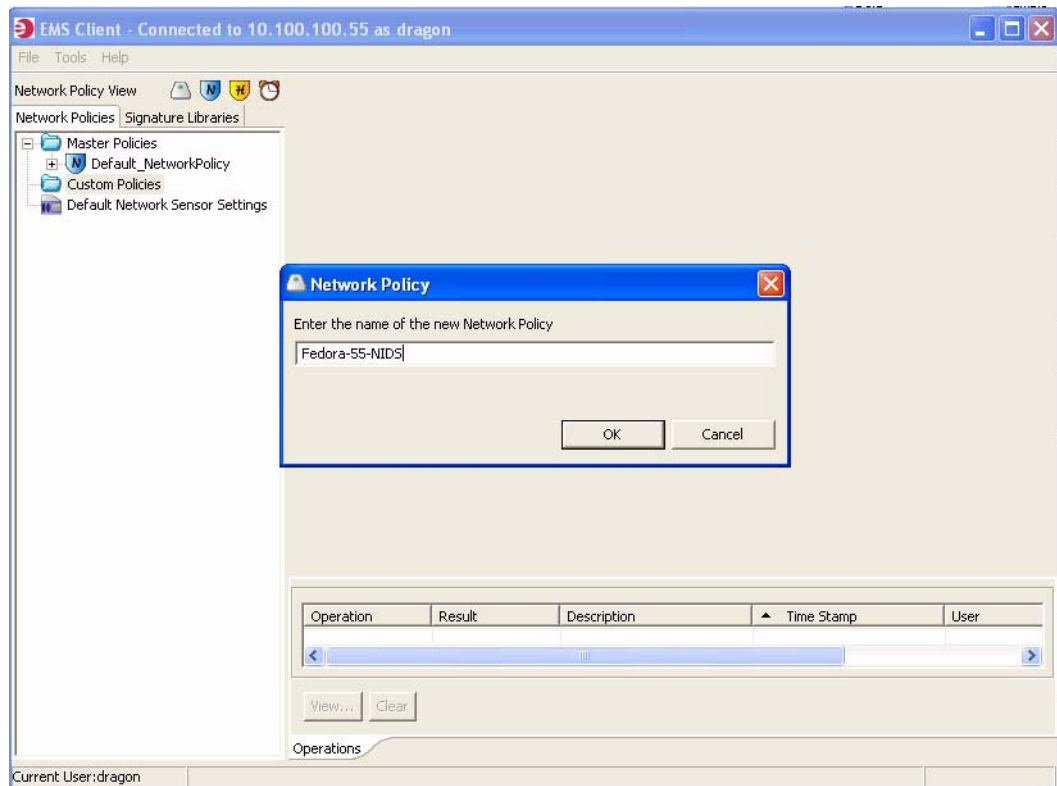 EMS Client - Connected to 10.100.100.55 as dragon
File Tools Help
Network Policy View
Network Policies Signature Libraries
Master Policies
Default_NetworkPolicy
Custom Policies
Default Network Sensor Settings
Network Policy
Enter the name of the new Network Policy
Fedora-55-NIDS
OK Cancel
Operation Result Description Time Stamp User
View... Clear
Operations
Current User:dragon